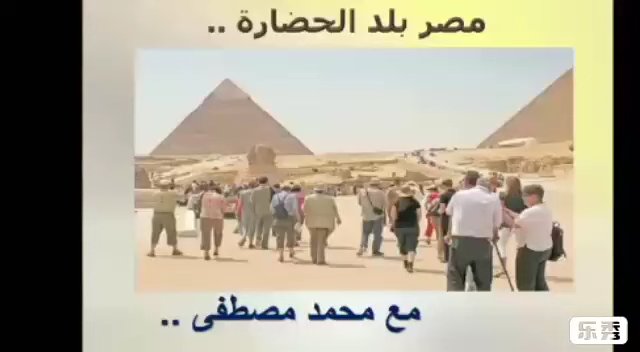 مصر بلد الحضارة ..
مع محمد مصطفى ..
乐秀